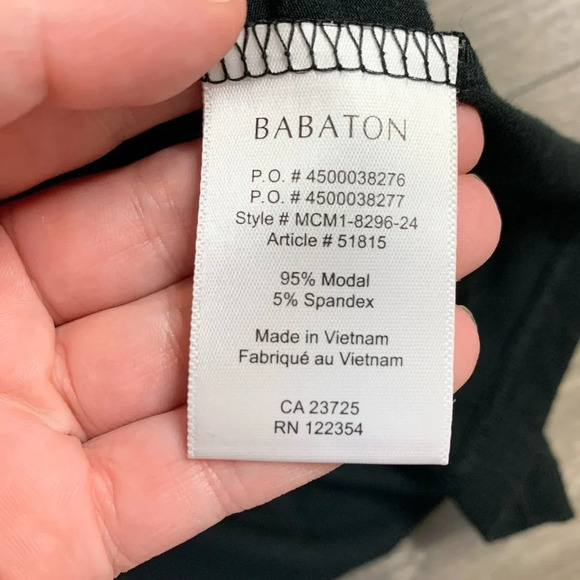 BABATON
P.O. # 4500038276
P.O. # 4500038277
Style # MCM1-8296-24
Article # 51815
95% Modal
5% Spandex
Made in Vietnam
Fabriqué au Vietnam
CA 23725
RN 122354